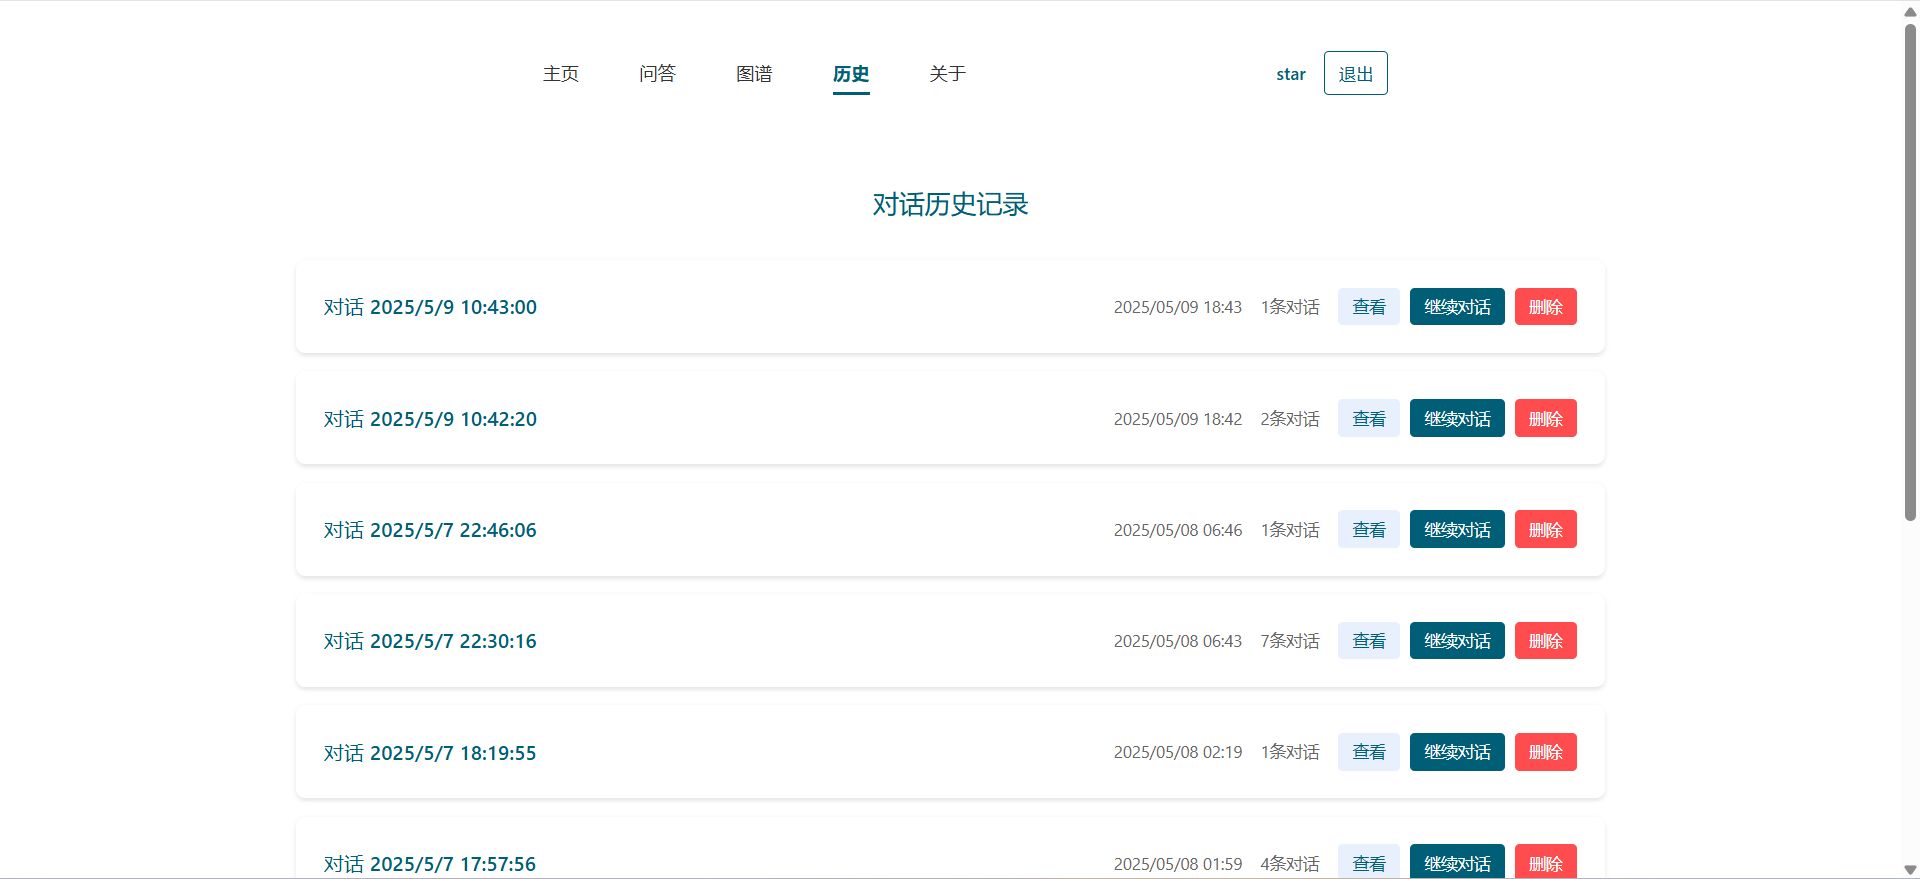 主页 问答 图谱 历史 关于 star 退出
对话历史记录
对话 2025/5/9 10:43:00 2025/05/09 18:43 1条对话 查看 继续对话 删除
对话 2025/5/9 10:42:20 2025/05/09 18:42 2条对话 查看 继续对话 删除
对话 2025/5/7 22:46:06 2025/05/08 06:46 1条对话 查看 继续对话 删除
对话 2025/5/7 22:30:16 2025/05/08 06:43 7条对话 查看 继续对话 删除
对话 2025/5/7 18:19:55 2025/05/08 02:19 1条对话 查看 继续对话 删除
对话 2025/5/7 17:57:56 2025/05/08 01:59 4条对话 查看 继续对话 删除